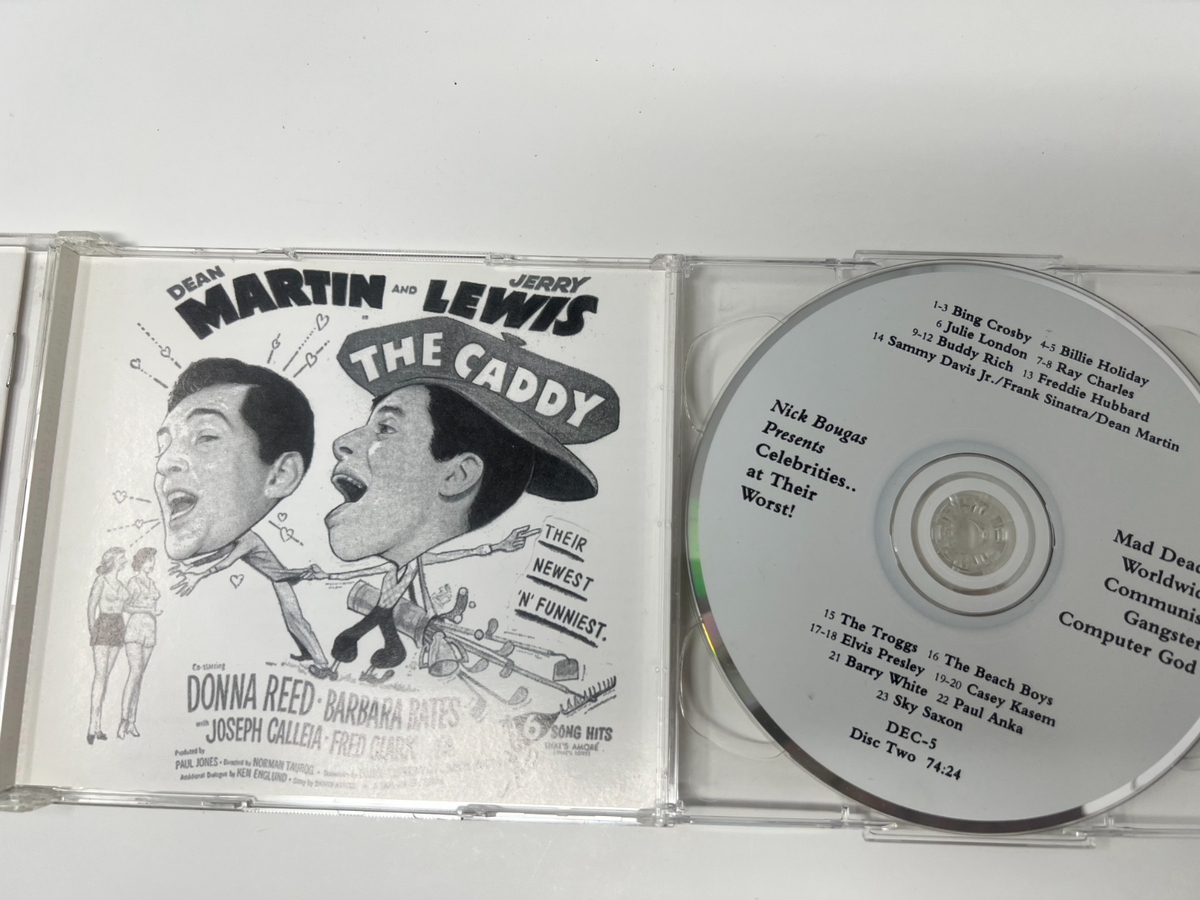 DEAN JERRY
MARTIN AND LEWIS
THE CADDY
THEIR
NEWEST
'N' FUNNIEST.
Co-starring
DONNA REED · BARBARA BATES
with JOSEPH CALLEIA · FRED CLARK
6 SONG HITS
"THAT'S AMORE"
Produced by
PAUL JONES · Directed by NORMAN TAUROG ·
Additional Dialogue by KEN ENGLUND ·
1-3 Bing Crosby 4-5 Billie Holiday
6 Julie London 7-8 Ray Charles
9-12 Buddy Rich 13 Freddie Hubbard
14 Sammy Davis Jr./Frank Sinatra/Dean Martin
Nick Bougas
Presents
Celebrities..
at Their
Worst!
Mad Dead
Gangster
Computer God
15 The Troggs 16 The Beach Boys
17-18 Elvis Presley 19-20 Casey Kasem
21 Barry White 22 Paul Anka
23 Sky Saxon
DEC-5
Disc Two 74:24